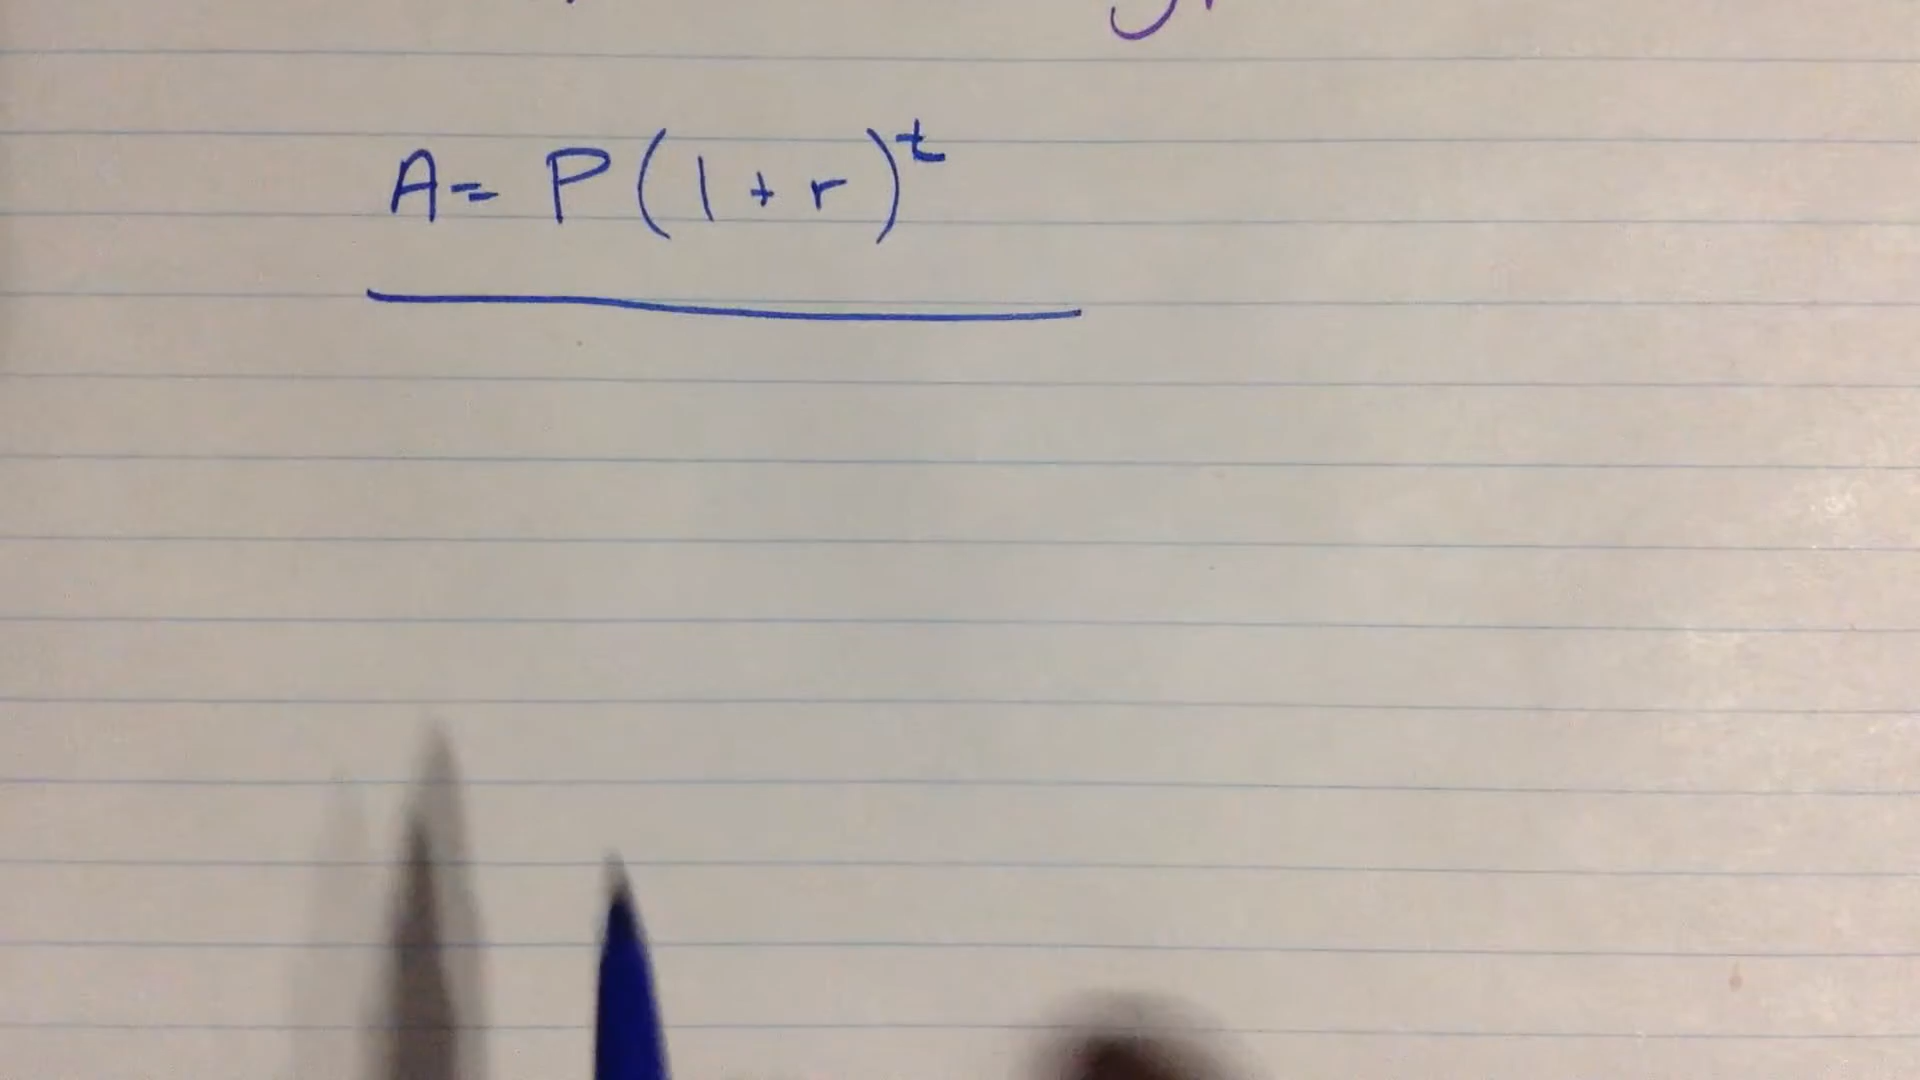 A = P(1 + r)^t